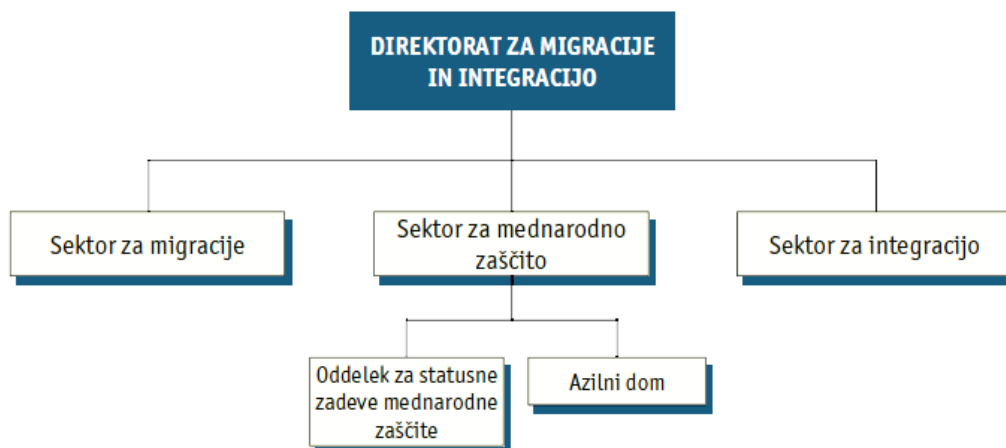 DIREKTORAT ZA MIGRACIJE
IN INTEGRACIJO
Sektor za migracije
Sektor za mednarodno
zaščito
Sektor za integracijo
Oddelek za statusne
zadeve mednarodne
zaščite
Azilni dom